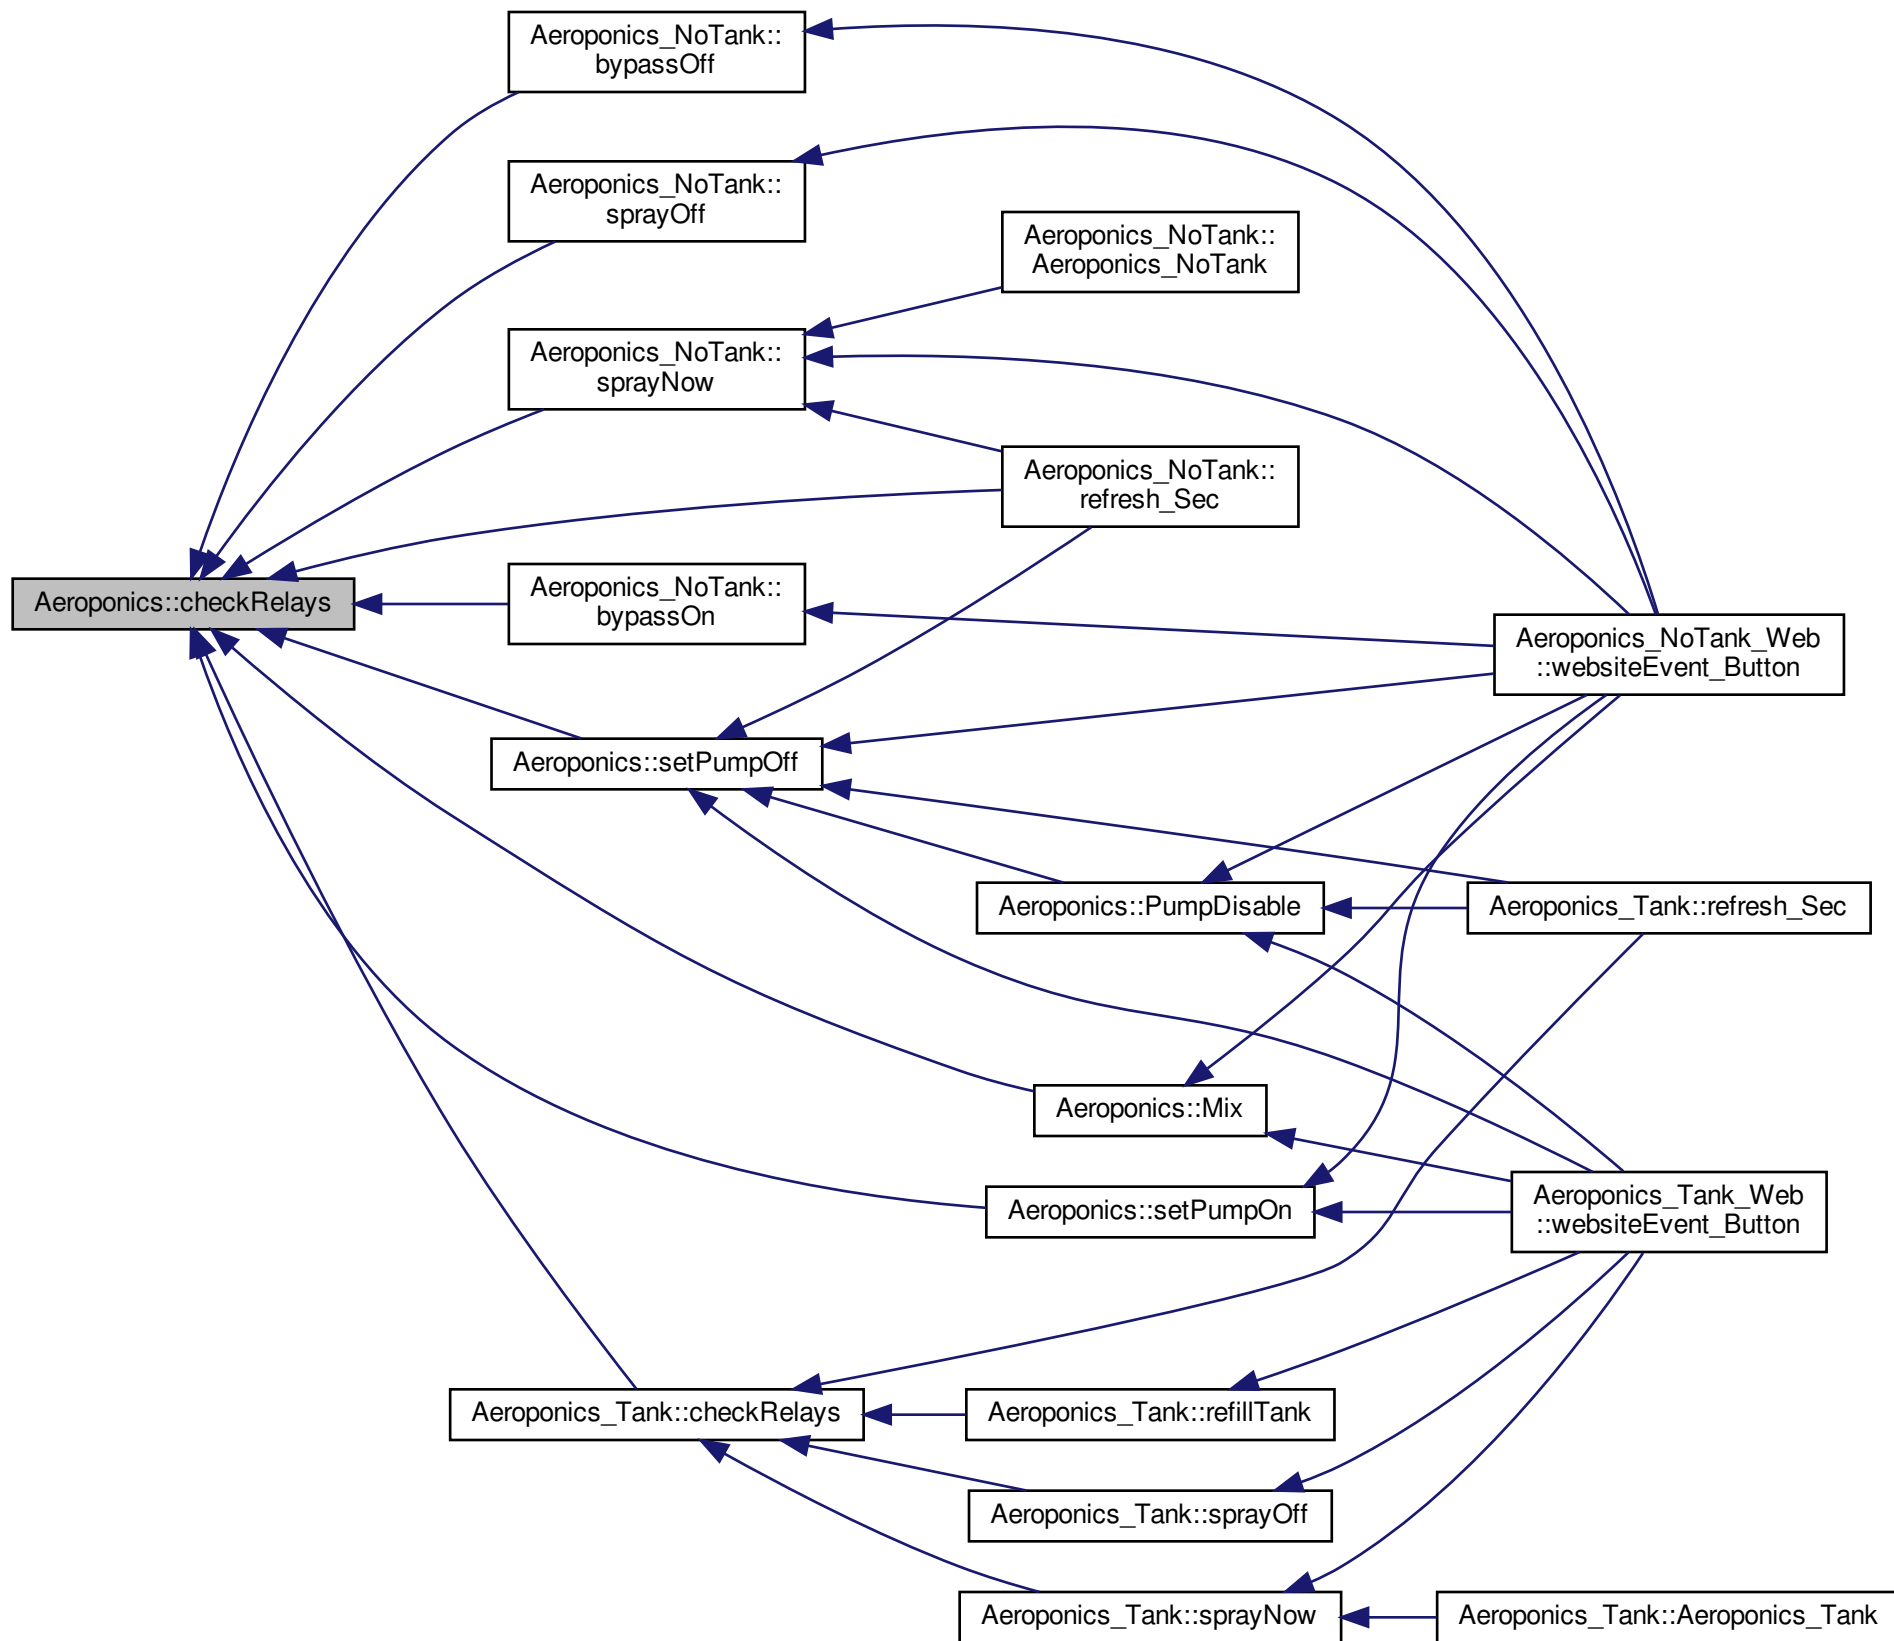 Aeroponics_NoTank::
bypassOff
Aeroponics_NoTank::
sprayOff
Aeroponics_NoTank::
Aeroponics_NoTank
Aeroponics_NoTank::
sprayNow
Aeroponics_NoTank::
refresh_Sec
Aeroponics::checkRelays
Aeroponics_NoTank::
bypassOn
Aeroponics_NoTank_Web
::websiteEvent_Button
Aeroponics::setPumpOff
Aeroponics::PumpDisable
Aeroponics_Tank::refresh_Sec
Aeroponics::Mix
Aeroponics::setPumpOn
Aeroponics_Tank_Web
::websiteEvent_Button
Aeroponics_Tank::checkRelays
Aeroponics_Tank::refillTank
Aeroponics_Tank::sprayOff
Aeroponics_Tank::sprayNow
Aeroponics_Tank::Aeroponics_Tank